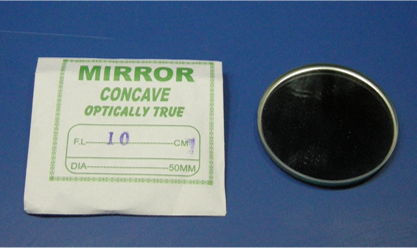 MIRROR
CONCAVE
OPTICALLY TRUE
F.L 10 CM
DIA 50MM